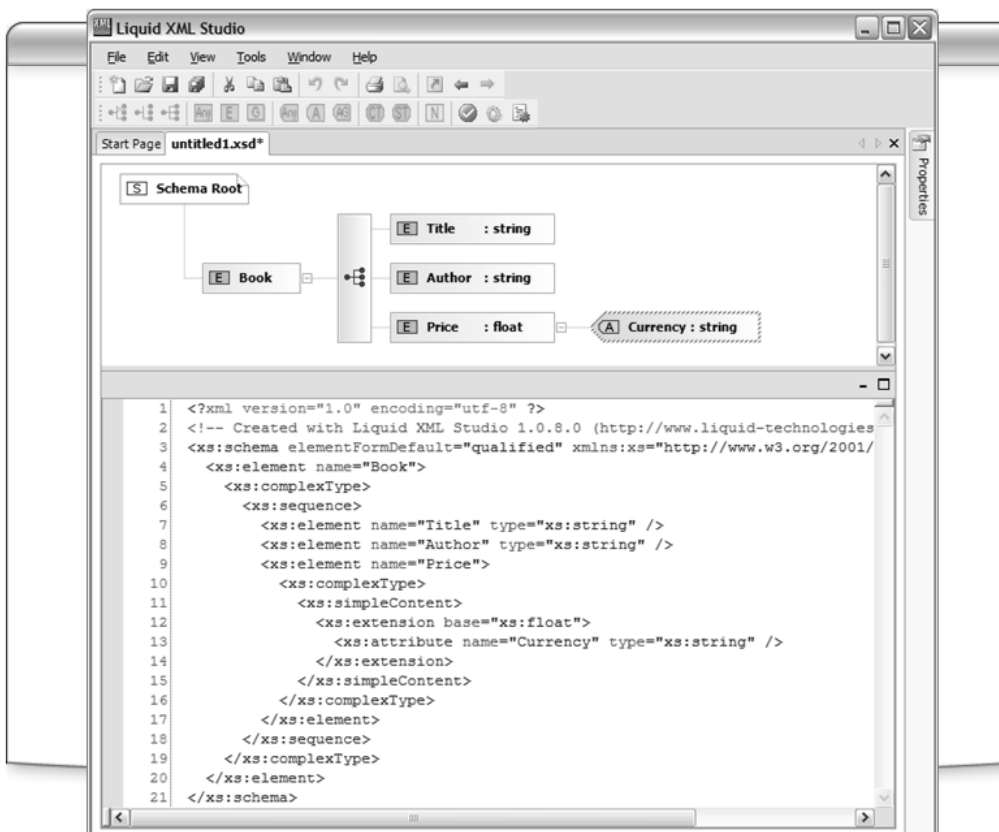 Liquid XML Studio
File Edit View Tools Window Help
Any E G Any A AG CT ST N
Start Page untitled1.xsd*
Properties
S Schema Root
E Title : string
E Book
E Author : string
E Price : float A Currency : string
1 <?xml version="1.0" encoding="utf-8" ?>
2 <!-- Created with Liquid XML Studio 1.0.8.0 (http://www.liquid-technologies
3 <xs:schema elementFormDefault="qualified" xmlns:xs="http://www.w3.org/2001/
4 <xs:element name="Book">
5 <xs:complexType>
6 <xs:sequence>
7 <xs:element name="Title" type="xs:string" />
8 <xs:element name="Author" type="xs:string" />
9 <xs:element name="Price">
10 <xs:complexType>
11 <xs:simpleContent>
12 <xs:extension base="xs:float">
13 <xs:attribute name="Currency" type="xs:string" />
14 </xs:extension>
15 </xs:simpleContent>
16 </xs:complexType>
17 </xs:element>
18 </xs:sequence>
19 </xs:complexType>
20 </xs:element>
21 </xs:schema>